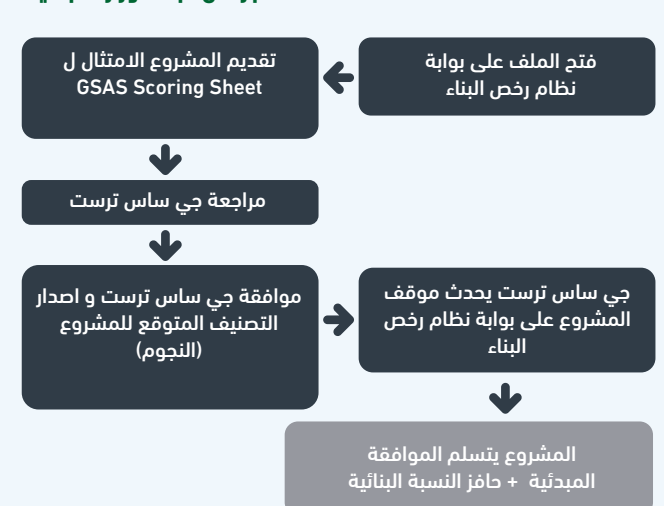 فتح الملف على بوابة
نظام رخص البناء
تقديم المشروع الامتثال ل
GSAS Scoring Sheet
مراجعة جي ساس ترست
موافقة جي ساس ترست و اصدار
التصنيف المتوقع للمشروع
(النجوم)
جي ساس ترست يحدث موقف
المشروع على بوابة نظام رخص
البناء
المشروع يتسلم الموافقة
المبدئية + حافز النسبة البنائية